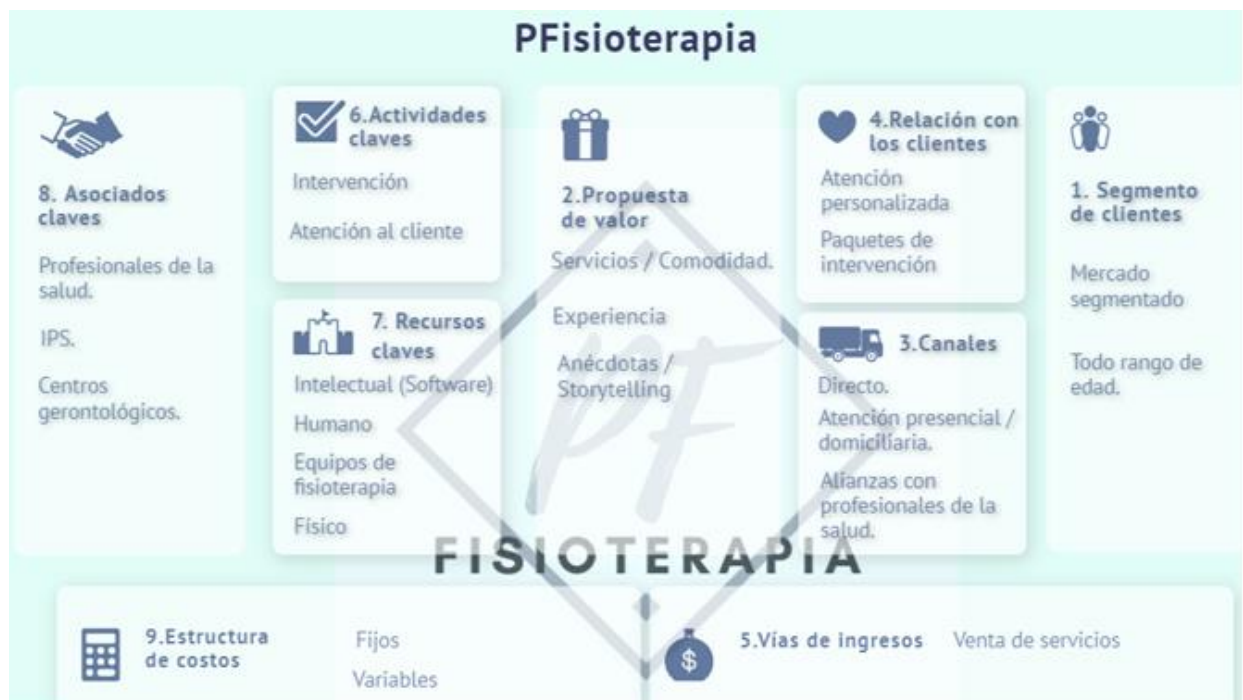 PFisioterapia
8. Asociados
claves
Profesionales de la
salud.
IPS.
Centros
gerontológicos.
6.Actividades
claves
Intervención
Atención al cliente
7. Recursos
claves
Intelectual (Software)
Humano
Equipos de
fisioterapia
Físico
2.Propuesta
de valor
Servicios / Comodidad.
Experiencia
Anécdotas /
Storytelling
4.Relación con
los clientes
Atención
personalizada
Paquetes de
intervención
3.Canales
Directo.
Atención presencial /
domiciliaria.
Alianzas con
profesionales de la
salud.
1. Segmento
de clientes
Mercado
segmentado
Todo rango de
edad.
PF
FISIOTERAPIA
9.Estructura
de costos
Fijos
Variables
$
5.Vías de ingresos
Venta de servicios